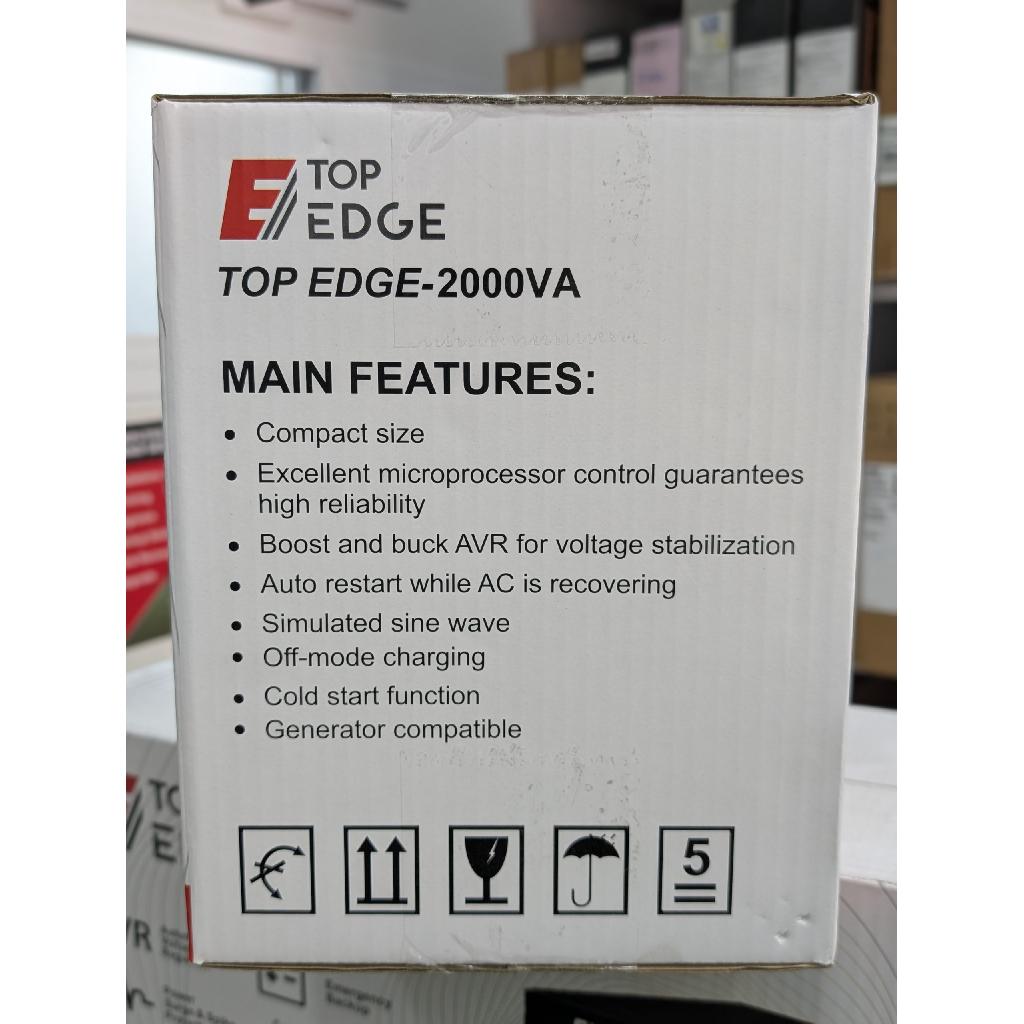 TOP
EDGE
TOP EDGE-2000VA
MAIN FEATURES:
• Compact size
• Excellent microprocessor control guarantees
high reliability
• Boost and buck AVR for voltage stabilization
• Auto restart while AC is recovering
• Simulated sine wave
• Off-mode charging
• Cold start function
• Generator compatible
5
Emergency
Backup